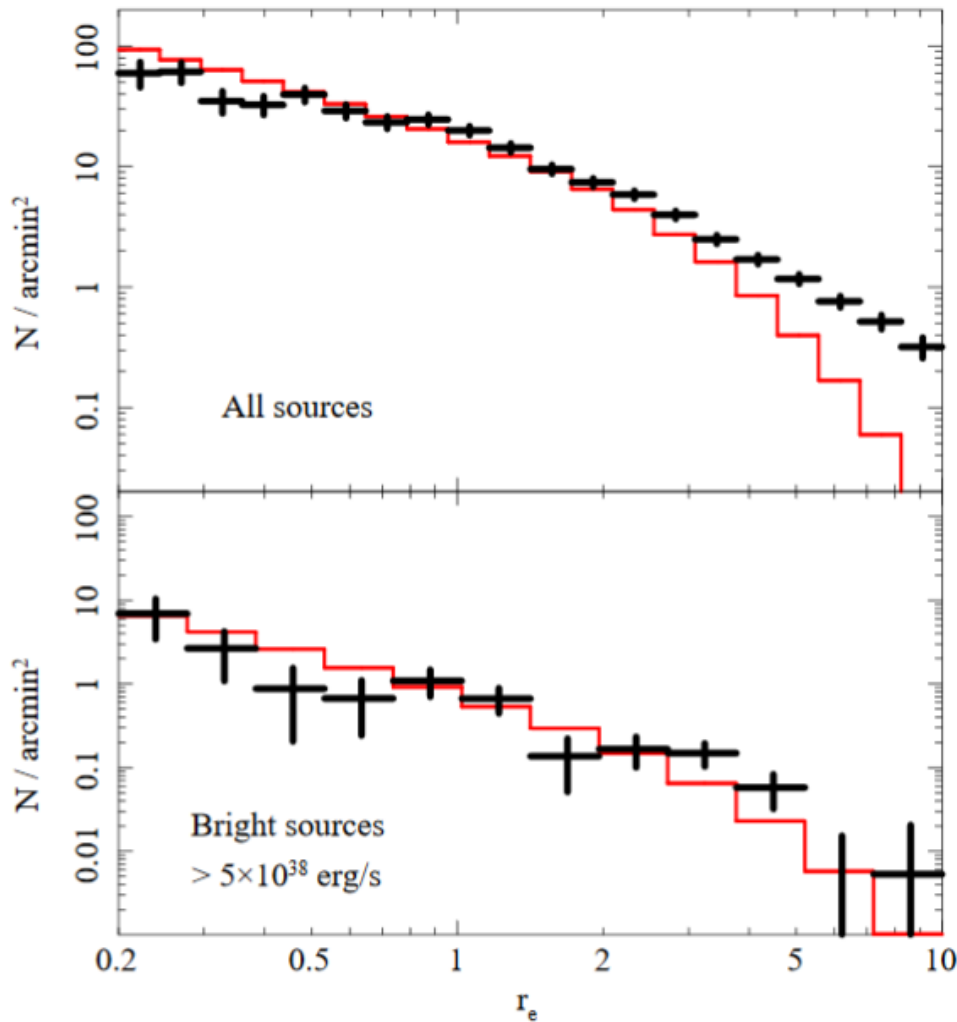 100
10
1
0.1
N / arcmin²
All sources
100
10
1
0.1
0.01
N / arcmin²
Bright sources
> 5×10³⁸ erg/s
0.2 0.5 1 2 5 10
rₑ